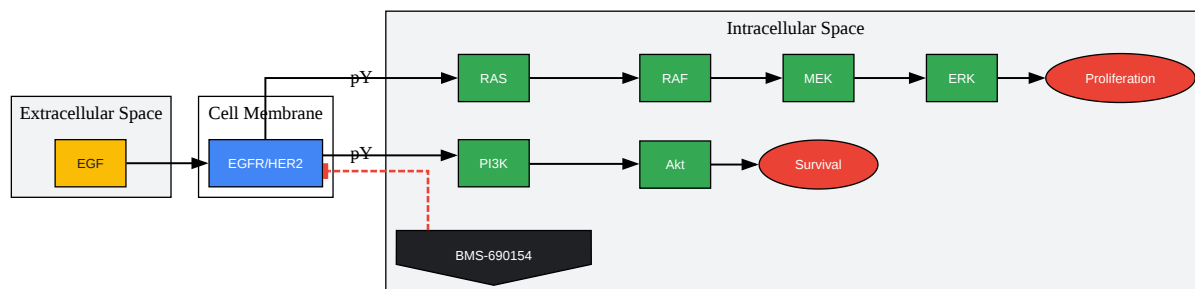 Intracellular Space
pY
RAS
RAF
MEK
ERK
Proliferation
Extracellular Space
Cell Membrane
EGF
EGFR/HER2
pY
PI3K
Akt
Survival
BMS-690154